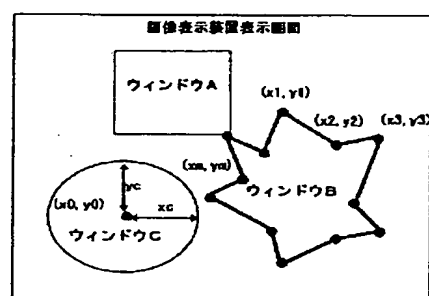 画像表示装置表示画面
ウィンドウA
(x1, y1)
(x2, y2)
(x3, y3)
(xn, yn)
ウィンドウB
yc
xc
(x0, y0)
ウィンドウC